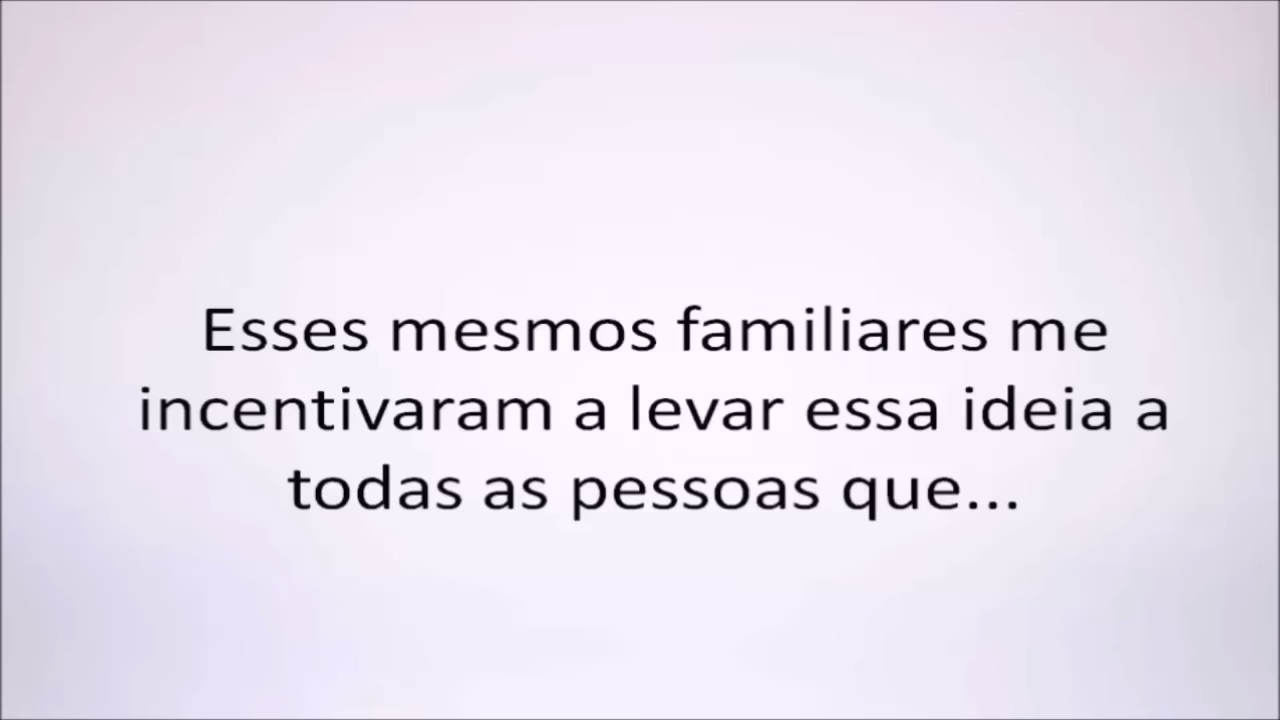 Esses mesmos familiares me
incentivaram a levar essa ideia a
todas as pessoas que...